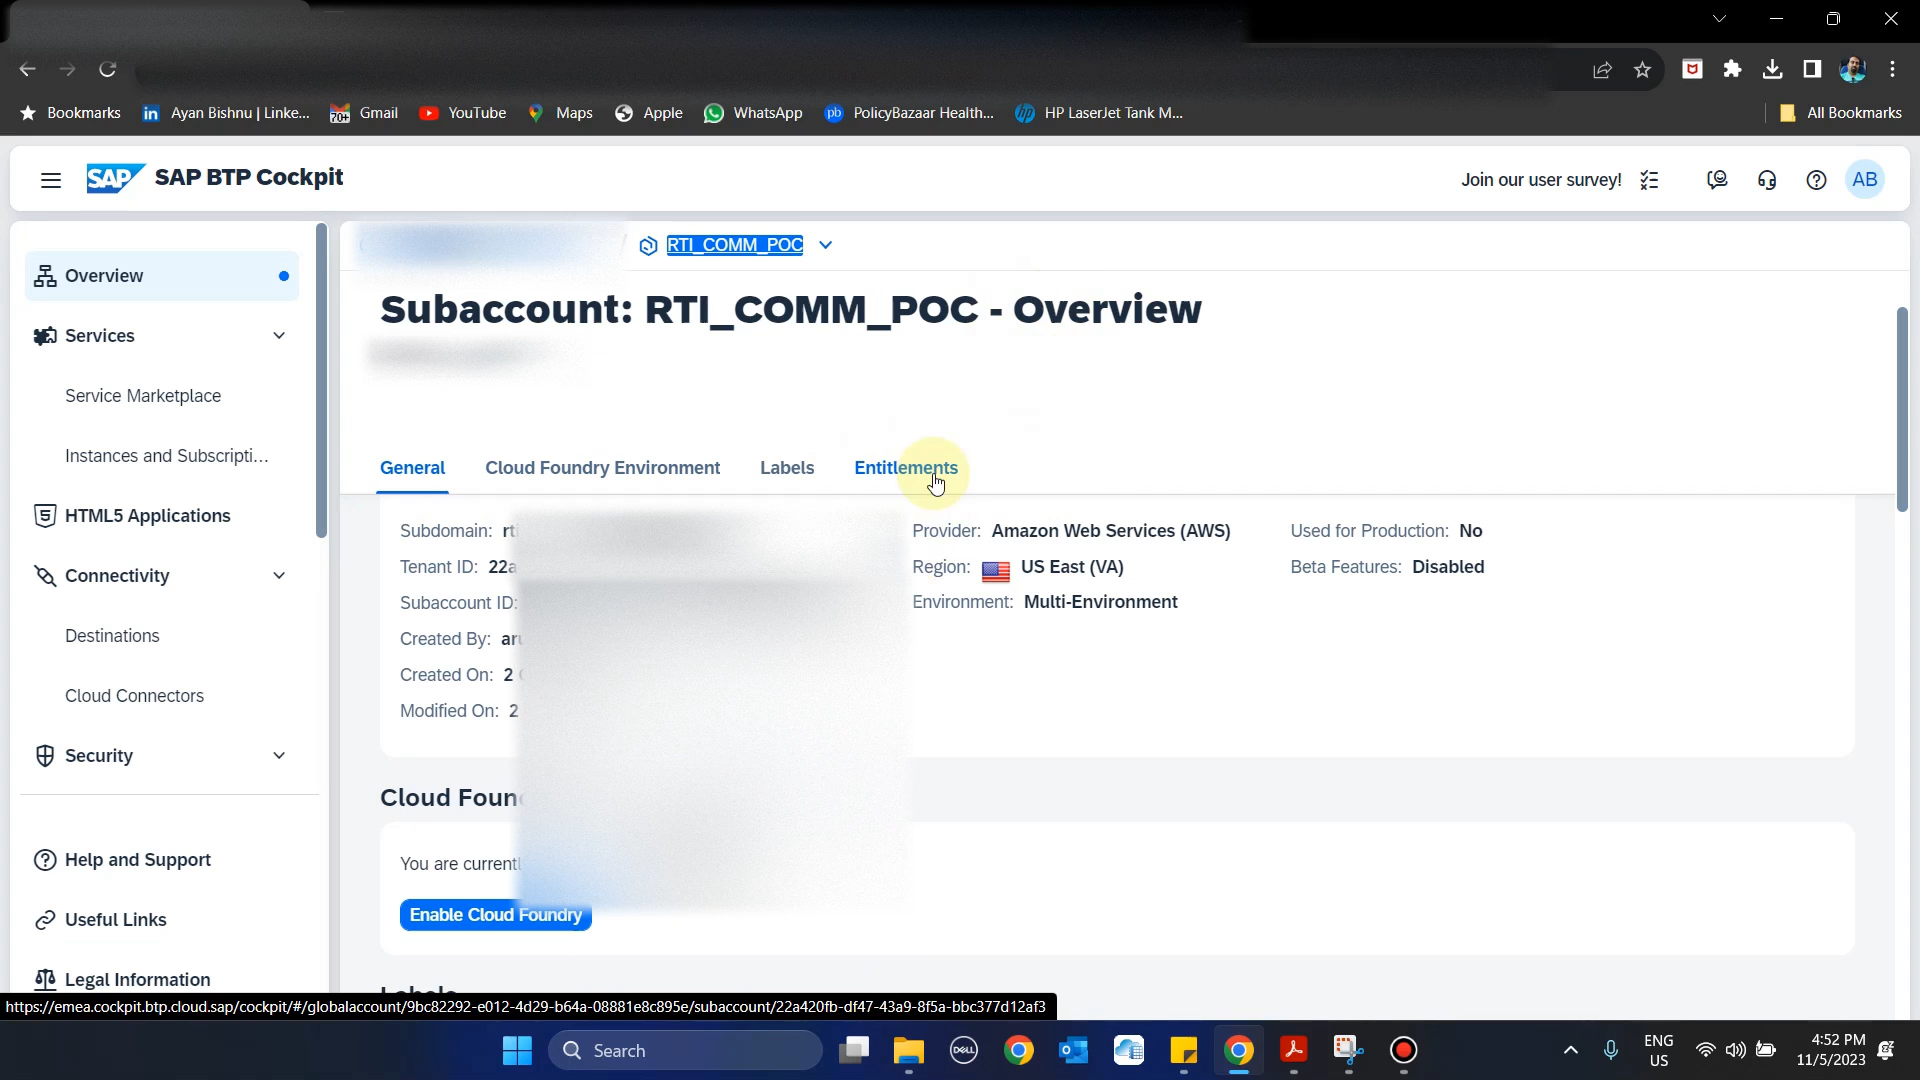 Bookmarks
Ayan Bishnu | Linke...
70+
Gmail
YouTube
Maps
Apple
WhatsApp
pb
PolicyBazaar Health...
HP LaserJet Tank M...
All Bookmarks
SAP
SAP BTP Cockpit
Join our user survey!
AB
RTI_COMM_POC
Overview
Services
Service Marketplace
Instances and Subscripti...
HTML5 Applications
Connectivity
Destinations
Cloud Connectors
Security
Help and Support
Useful Links
Legal Information
Subaccount: RTI_COMM_POC - Overview
General
Cloud Foundry Environment
Labels
Entitlements
Subdomain: rti
Tenant ID: 22a
Subaccount ID:
Created By:
Created On: 2
Modified On: 2
Provider: Amazon Web Services (AWS)
Region: US East (VA)
Environment: Multi-Environment
Used for Production: No
Beta Features: Disabled
Cloud
You are
Enable Cloud Foundry
Labels
https://emea.cockpit.btp.cloud.sap/cockpit/#/globalaccount/9bc82292-e012-4d29-b64a-08881e8c895e/subaccount/22a420fb-df47-43a9-8f5a-bbc377d12af3
Search
DELL
ENG
US
4:52 PM
11/5/2023